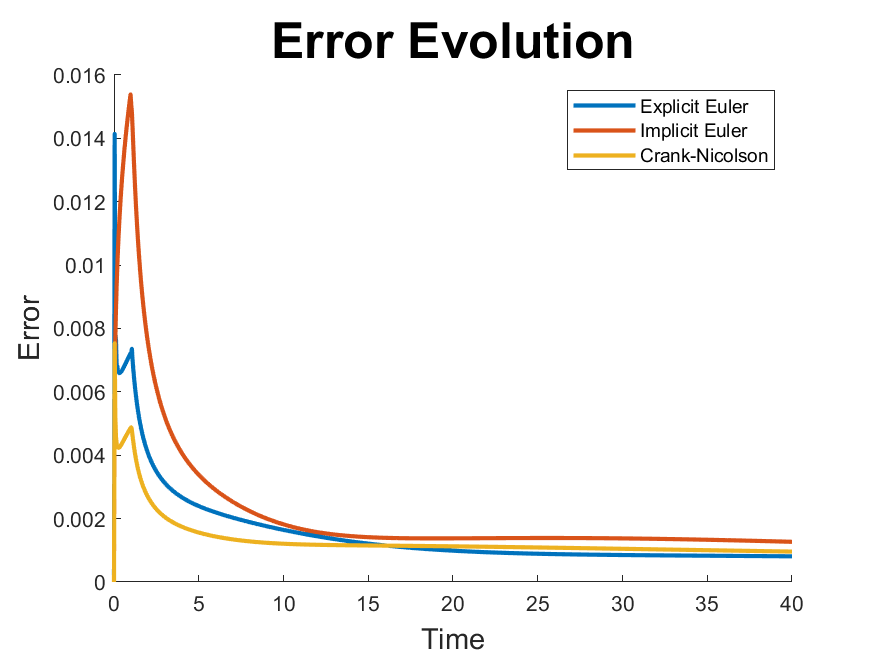 Error Evolution
0.016
0.014
0.012
0.01
0.008
0.006
0.004
0.002
0
Error
Explicit Euler
Implicit Euler
Crank-Nicolson
0 5 10 15 20 25 30 35 40
Time